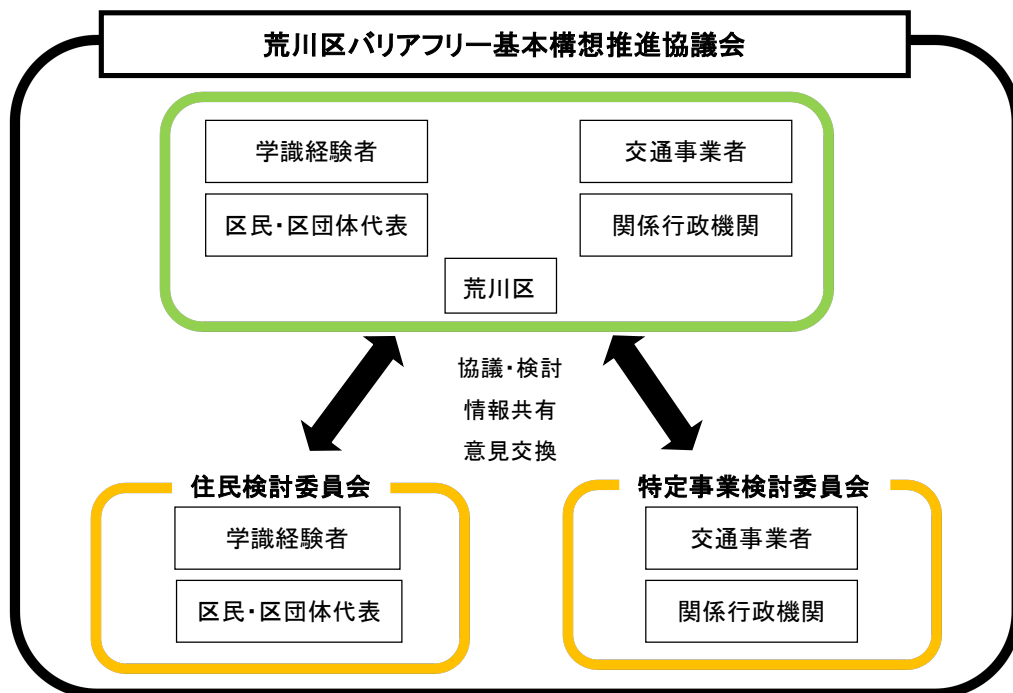 荒川区バリアフリー基本構想推進協議会
学識経験者
交通事業者
区民・区団体代表
関係行政機関
荒川区
協議・検討
情報共有
意見交換
住民検討委員会
特定事業検討委員会
学識経験者
交通事業者
区民・区団体代表
関係行政機関